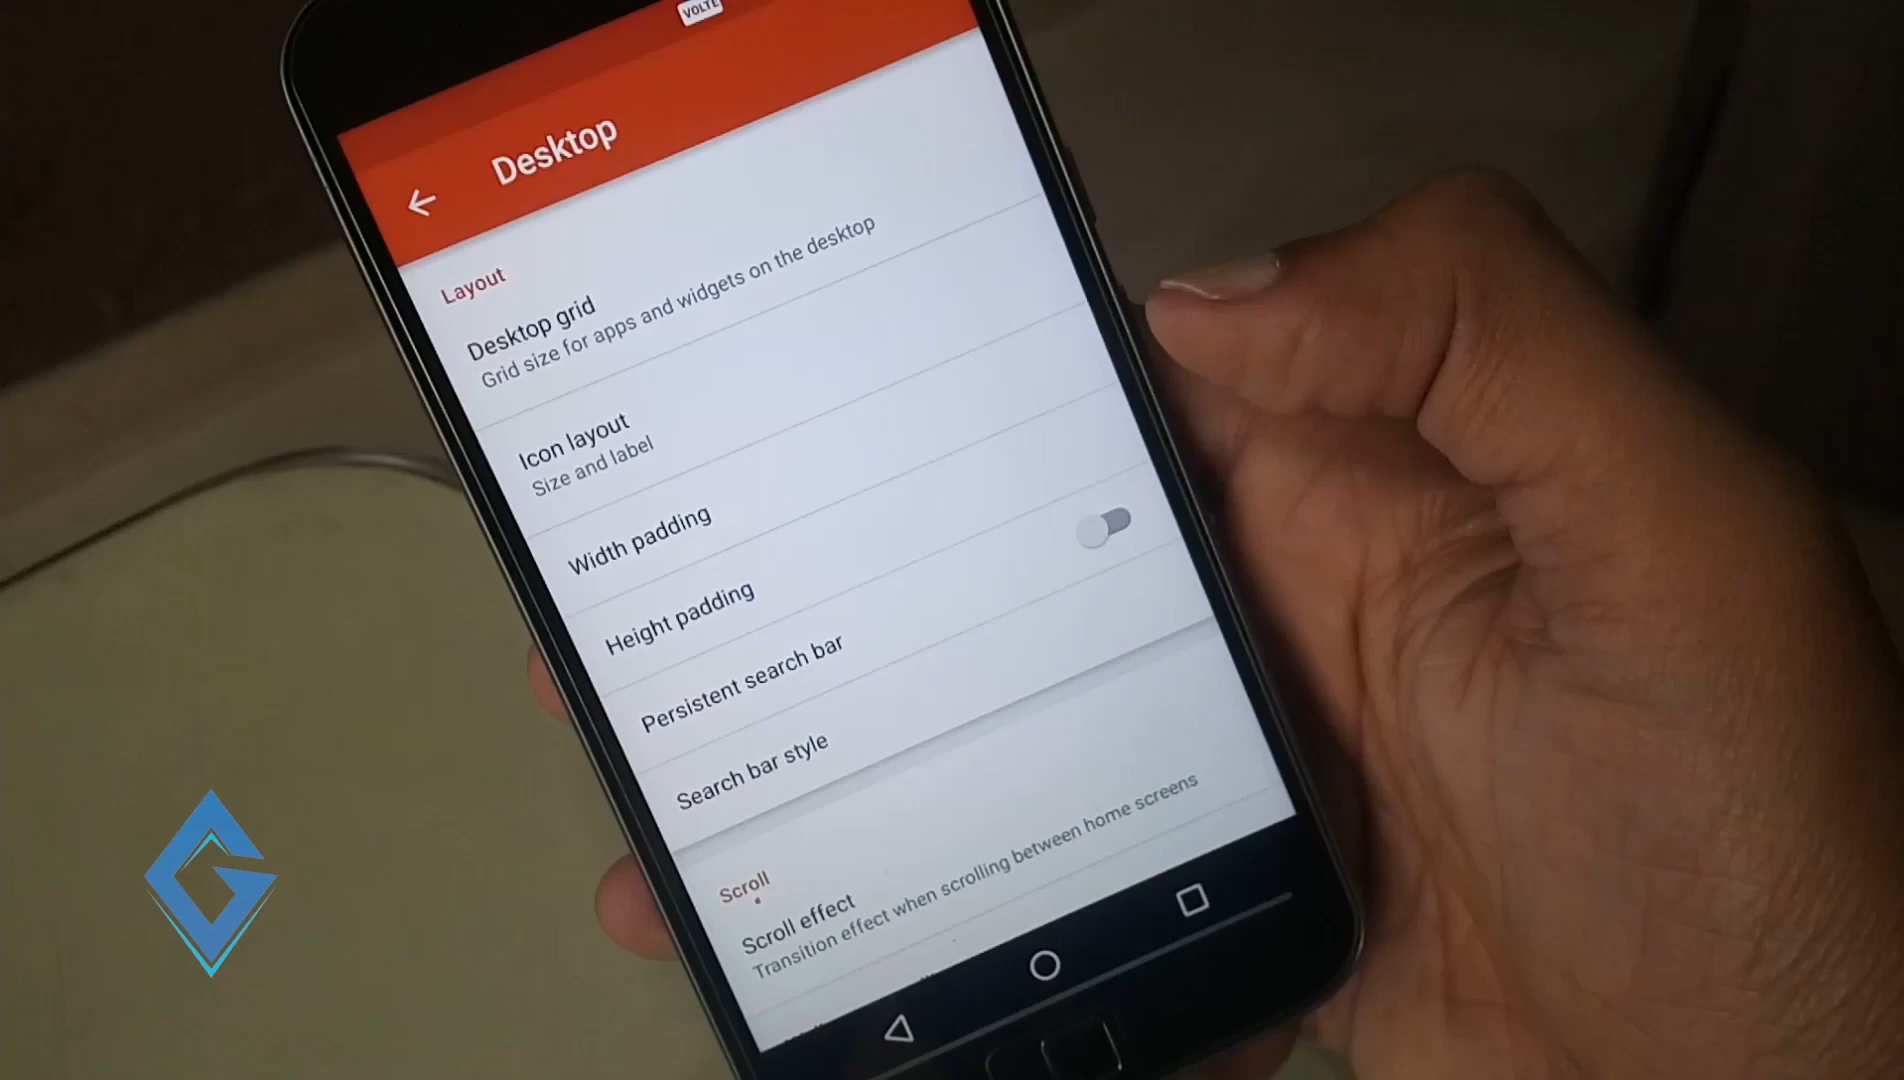 VOLTE
Desktop
Layout
Desktop grid
Grid size for apps and widgets on the desktop
Icon layout
Size and label
Width padding
Height padding
Persistent search bar
Search bar style
Scroll
Scroll effect
Transition effect when scrolling between home screens